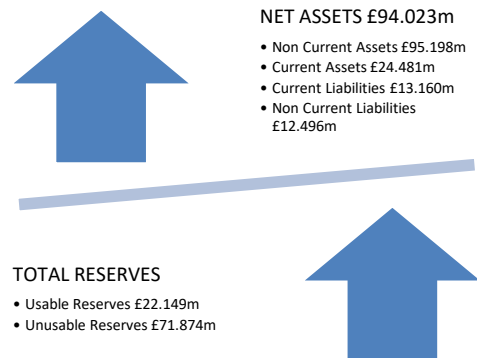 NET ASSETS £94.023m
• Non Current Assets £95.198m
• Current Assets £24.481m
• Current Liabilities £13.160m
• Non Current Liabilities
£12.496m
TOTAL RESERVES
• Usable Reserves £22.149m
• Unusable Reserves £71.874m